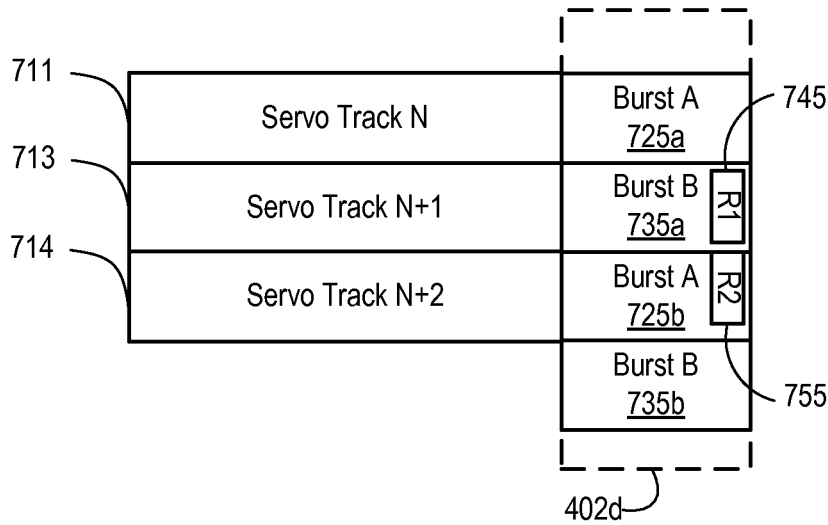 711
Servo Track N
Burst A
725a
745
713
Servo Track N+1
Burst B
735a
R1
714
Servo Track N+2
Burst A
725b
R2
Burst B
735b
755
402d